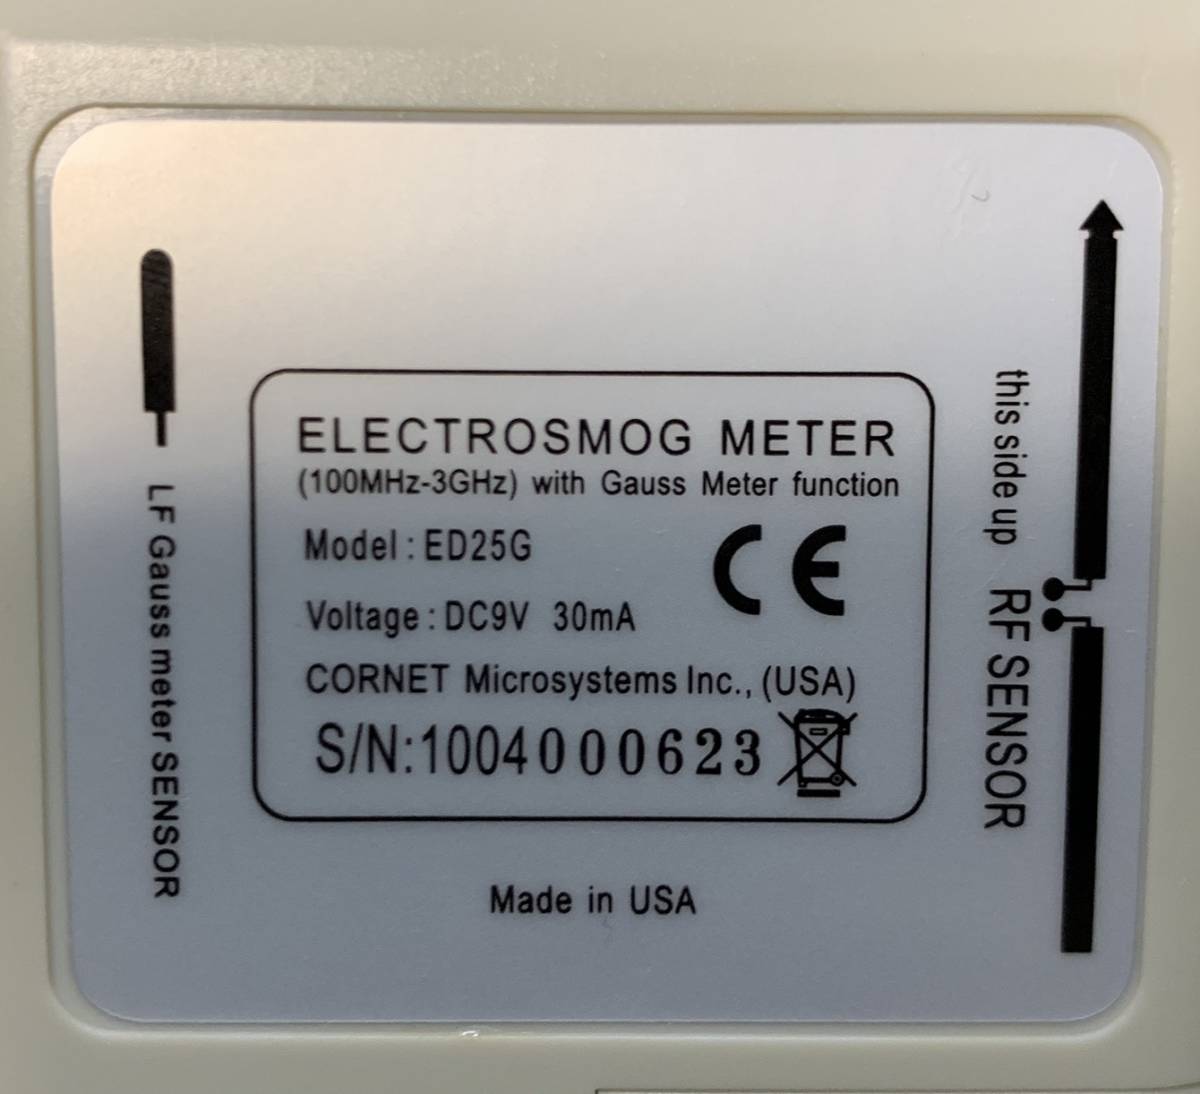 ELECTROSMOG METER
(100MHz-3GHz) with Gauss Meter function
Model : ED25G
CE
Voltage : DC9V 30mA
CORNET Microsystems Inc., (USA)
S/N:1004000623
Made in USA
LF Gauss meter SENSOR
this side up
RF SENSOR